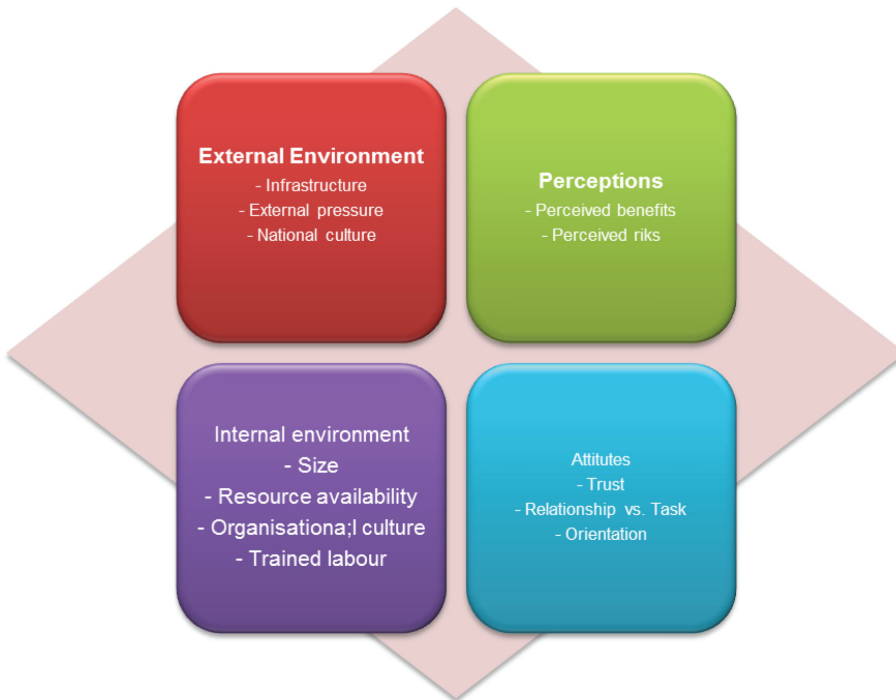 External Environment
- Infrastructure
- External pressure
- National culture
Perceptions
- Perceived benefits
- Perceived riks
Internal environment
- Size
- Resource availability
- Organisationa;l culture
- Trained labour
Attitutes
- Trust
- Relationship vs. Task
- Orientation